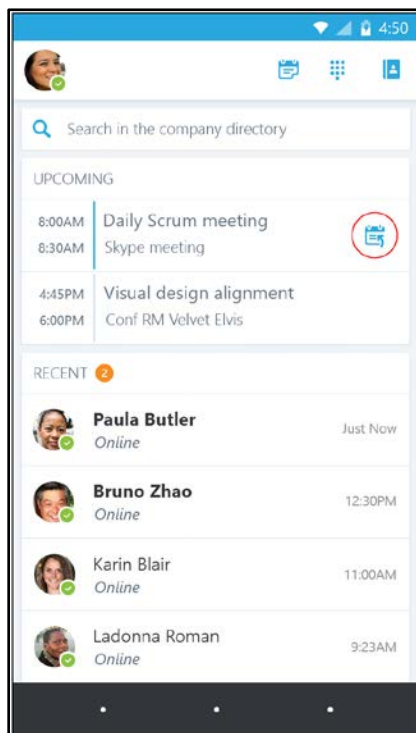 4:50
Search in the company directory
UPCOMING
8:00AM Daily Scrum meeting
8:30AM Skype meeting
4:45PM Visual design alignment
6:00PM Conf RM Velvet Elvis
RECENT 2
Paula Butler
Online
Just Now
Bruno Zhao
Online
12:30PM
Karin Blair
Online
11:00AM
Ladonna Roman
Online
9:23AM